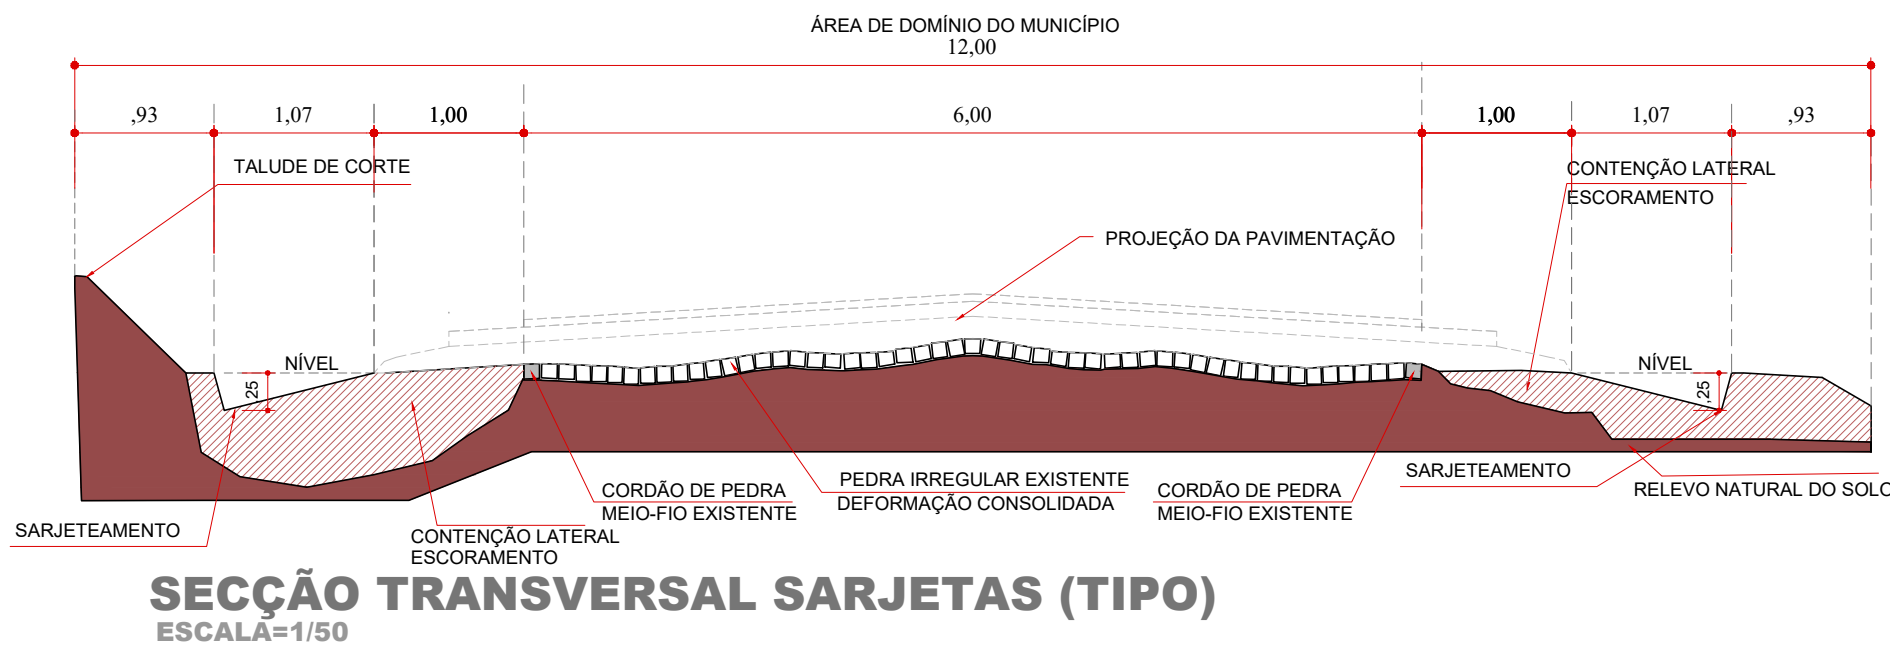 ÁREA DE DOMÍNIO DO MUNICÍPIO
12,00
,93
1,07
1,00
6,00
1,00
1,07
,93
TALUDE DE CORTE
CONTENÇÃO LATERAL
ESCORAMENTO
PROJEÇÃO DA PAVIMENTAÇÃO
NÍVEL
NÍVEL
,25
,25
SARJETEAMENTO
PEDRA IRREGULAR EXISTENTE
DEFORMAÇÃO CONSOLIDADA
CORDÃO DE PEDRA
MEIO-FIO EXISTENTE
CORDÃO DE PEDRA
MEIO-FIO EXISTENTE
RELEVO NATURAL DO SOLO
SARJETEAMENTO
CONTENÇÃO LATERAL
ESCORAMENTO
SECÇÃO TRANSVERSAL SARJETAS (TIPO)
ESCALA=1/50